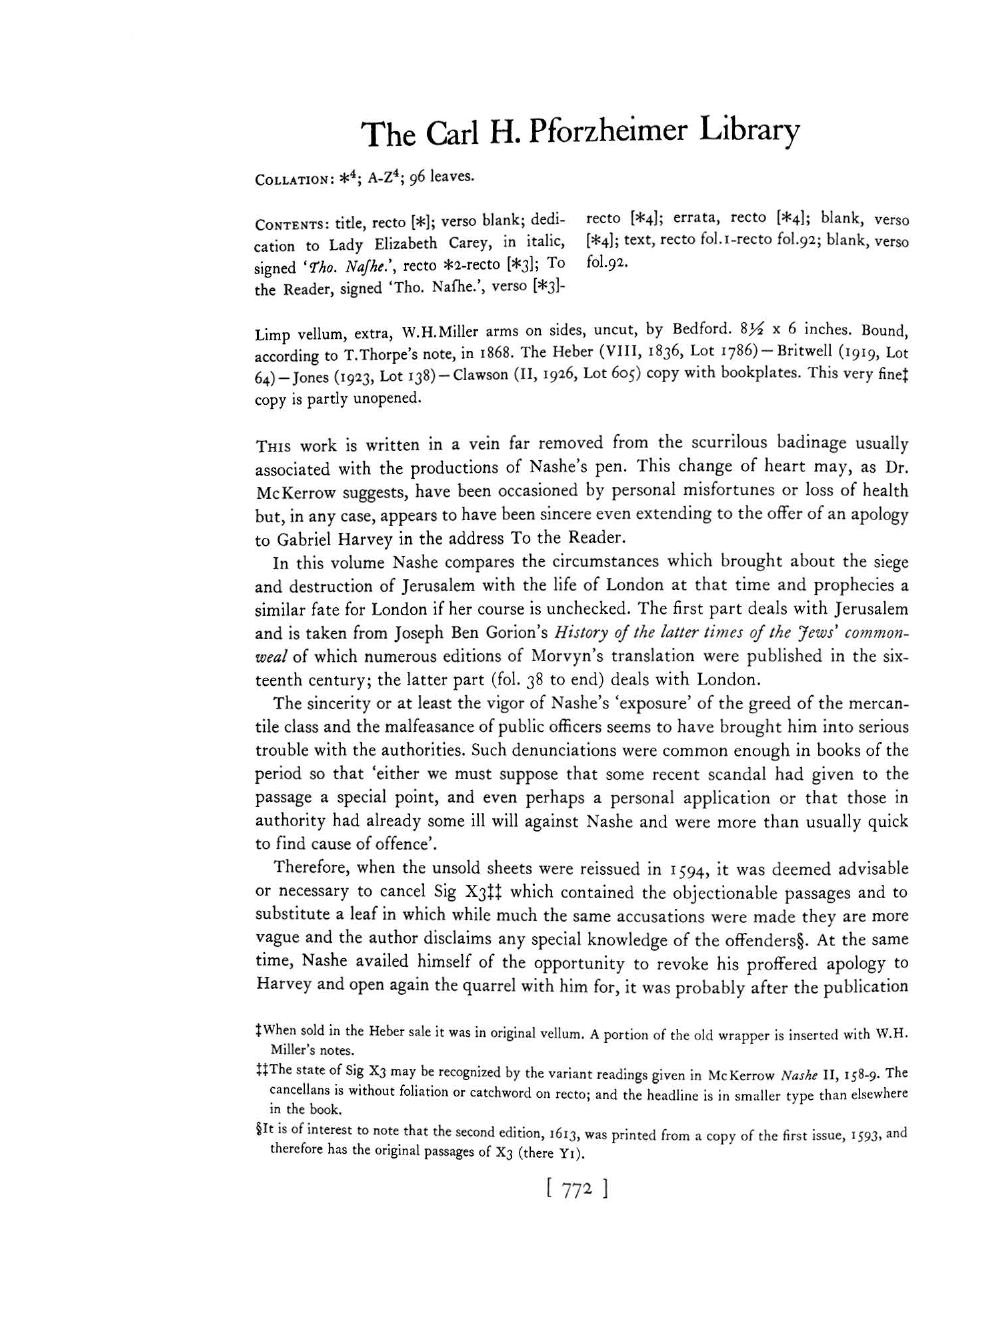 The Carl H. Pforzheimer Library
COLLATION: *⁴; A-Z⁴; 96 leaves.
CONTENTS: title, recto [*]; verso blank; dedi-
cation to Lady Elizabeth Carey, in italic,
signed ‘Tho. Naſhe.’, recto *2-recto [*3]; To
the Reader, signed ‘Tho. Naſhe.’, verso [*3]-
recto [*4]; errata, recto [*4]; blank, verso
[*4]; text, recto fol.1-recto fol.92; blank, verso
fol.92.
Limp vellum, extra, W.H.Miller arms on sides, uncut, by Bedford. 8½ x 6 inches. Bound,
according to T.Thorpe's note, in 1868. The Heber (VIII, 1836, Lot 1786)—Britwell (1919, Lot
64)—Jones (1923, Lot 138)—Clawson (II, 1926, Lot 605) copy with bookplates. This very fine‡
copy is partly unopened.
THIS work is written in a vein far removed from the scurrilous badinage usually
associated with the productions of Nashe's pen. This change of heart may, as Dr.
McKerrow suggests, have been occasioned by personal misfortunes or loss of health
but, in any case, appears to have been sincere even extending to the offer of an apology
to Gabriel Harvey in the address To the Reader.
In this volume Nashe compares the circumstances which brought about the siege
and destruction of Jerusalem with the life of London at that time and prophecies a
similar fate for London if her course is unchecked. The first part deals with Jerusalem
and is taken from Joseph Ben Gorion's History of the latter times of the Jews' common-
weal of which numerous editions of Morvyn's translation were published in the six-
teenth century; the latter part (fol. 38 to end) deals with London.
The sincerity or at least the vigor of Nashe's ‘exposure’ of the greed of the mercan-
tile class and the malfeasance of public officers seems to have brought him into serious
trouble with the authorities. Such denunciations were common enough in books of the
period so that ‘either we must suppose that some recent scandal had given to the
passage a special point, and even perhaps a personal application or that those in
authority had already some ill will against Nashe and were more than usually quick
to find cause of offence’.
Therefore, when the unsold sheets were reissued in 1594, it was deemed advisable
or necessary to cancel Sig X3‡‡ which contained the objectionable passages and to
substitute a leaf in which while much the same accusations were made they are more
vague and the author disclaims any special knowledge of the offenders§. At the same
time, Nashe availed himself of the opportunity to revoke his proffered apology to
Harvey and open again the quarrel with him for, it was probably after the publication
‡When sold in the Heber sale it was in original vellum. A portion of the old wrapper is inserted with W.H.
Miller's notes.
‡‡The state of Sig X3 may be recognized by the variant readings given in McKerrow Nashe II, 158-9. The
cancellans is without foliation or catchword on recto; and the headline is in smaller type than elsewhere
in the book.
§It is of interest to note that the second edition, 1613, was printed from a copy of the first issue, 1593, and
therefore has the original passages of X3 (there Y1).
[ 772 ]